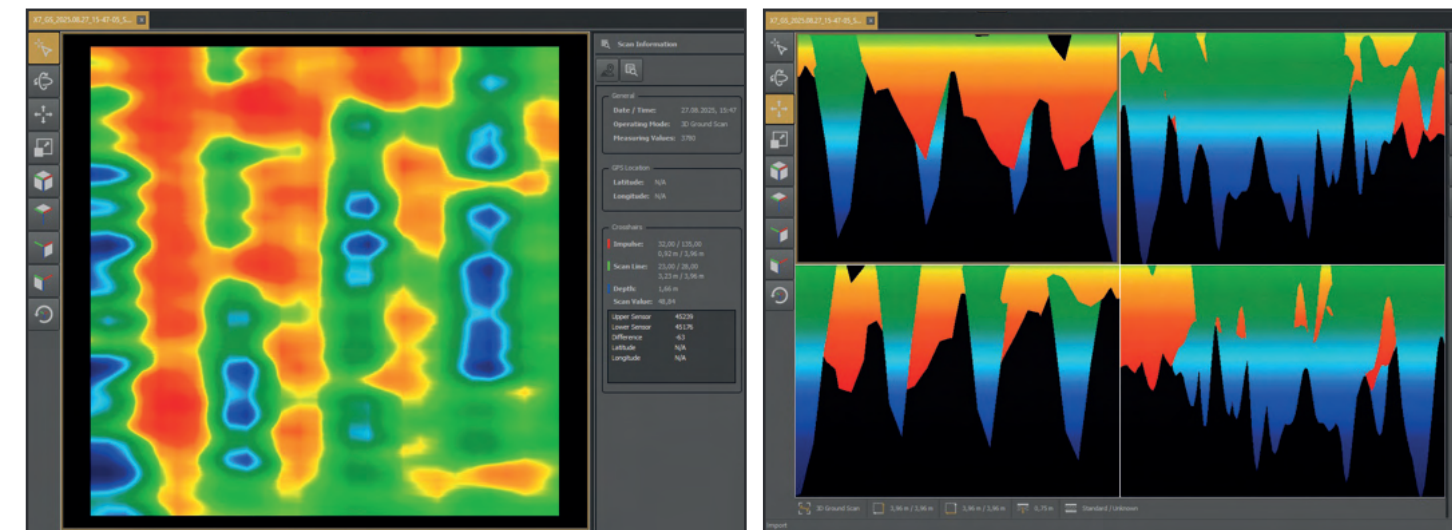 X7_GS_2025.08.27_15-47-05_S...
Scan Information
General
Date / Time: 27.08.2025, 15:47
Operating Mode: 3D Ground Scan
Measuring Values: 3780
GPS Location
Latitude: N/A
Longitude: N/A
Crosshairs
Impulse: 32,00 / 135,00
0,92 m / 3,96 m
Scan Line: 23,00 / 28,00
3,23 m / 3,96 m
Depth: 1,66 m
Scan Value: 48,84
Upper Sensor 45239
Lower Sensor 45176
Difference -63
Latitude N/A
Longitude N/A
X7_GS_2025.08.27_15-47-05_S...
3D Ground Scan 3,96 m / 3,96 m 3,96 m / 3,96 m 0,75 m Standard / Unknown
Import